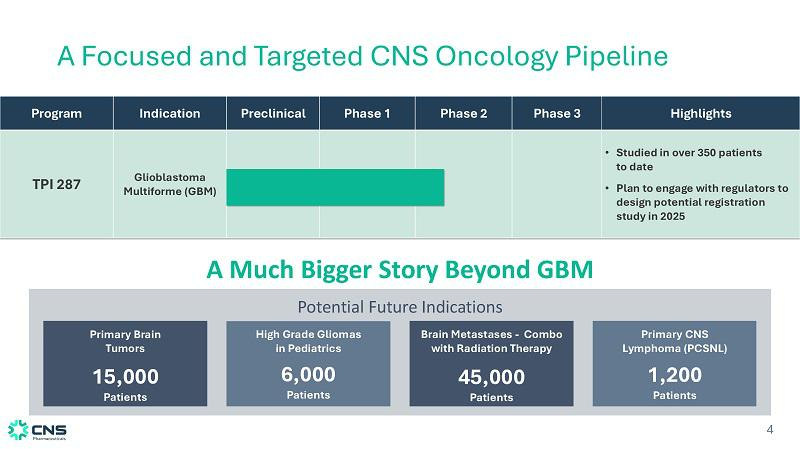 A Focused and Targeted CNS Oncology Pipeline
Program Indication Preclinical Phase 1 Phase 2 Phase 3 Highlights
TPI 287
Glioblastoma
Multiforme (GBM)
• Studied in over 350 patients
to date
• Plan to engage with regulators to
design potential registration
study in 2025
A Much Bigger Story Beyond GBM
Potential Future Indications
Primary Brain
Tumors
15,000
Patients
High Grade Gliomas
in Pediatrics
6,000
Patients
Brain Metastases - Combo
with Radiation Therapy
45,000
Patients
Primary CNS
Lymphoma (PCSNL)
1,200
Patients
CNS
Pharmaceuticals
4